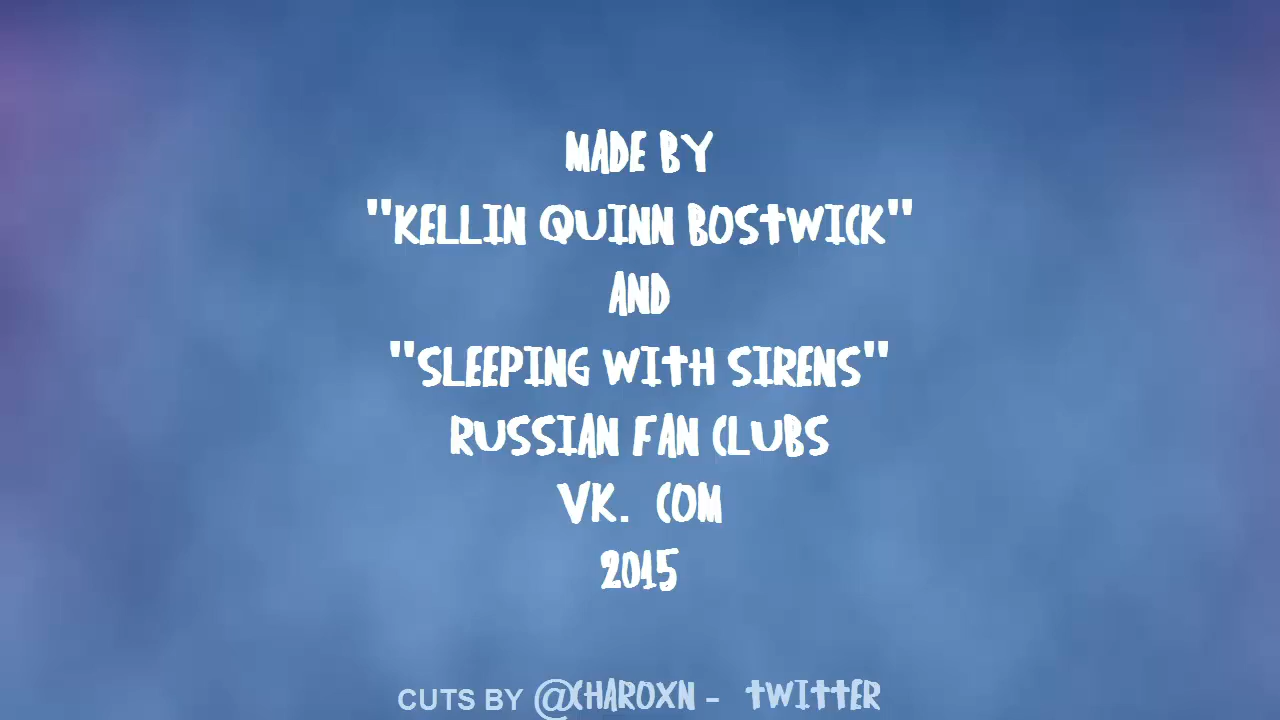 MADE BY
"KELLIN QUINN BOSTWICK"
AND
"SLEEPING WITH SIRENS"
RUSSIAN FAN CLUBS
VK. COM
2015
CUTS BY @CHAROXN - TWITTER